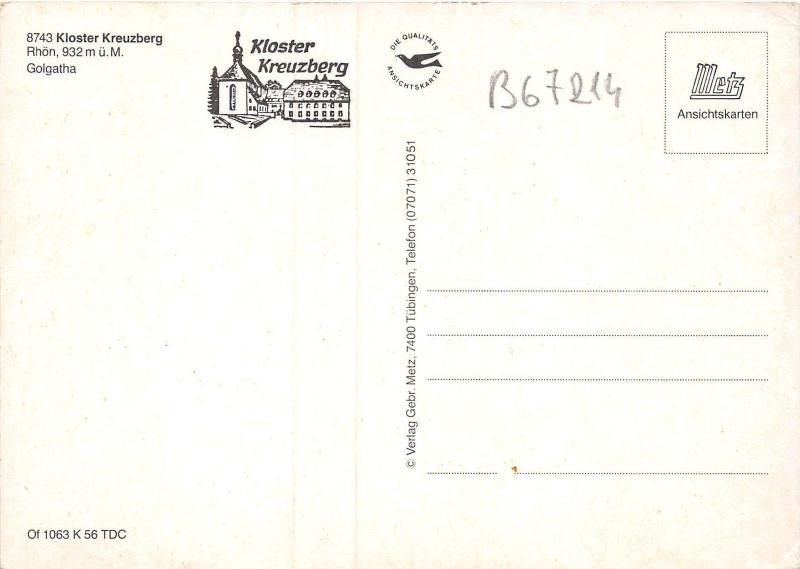 8743 Kloster Kreuzberg
Rhön, 932 m ü. M.
Golgatha
Kloster
Kreuzberg
DIE QUALITÄTS
ANSICHTSKARTE
B67214
Metz
Ansichtskarten
© Verlag Gebr. Metz, 7400 Tübingen, Telefon (07071) 31051
Of 1063 K 56 TDC